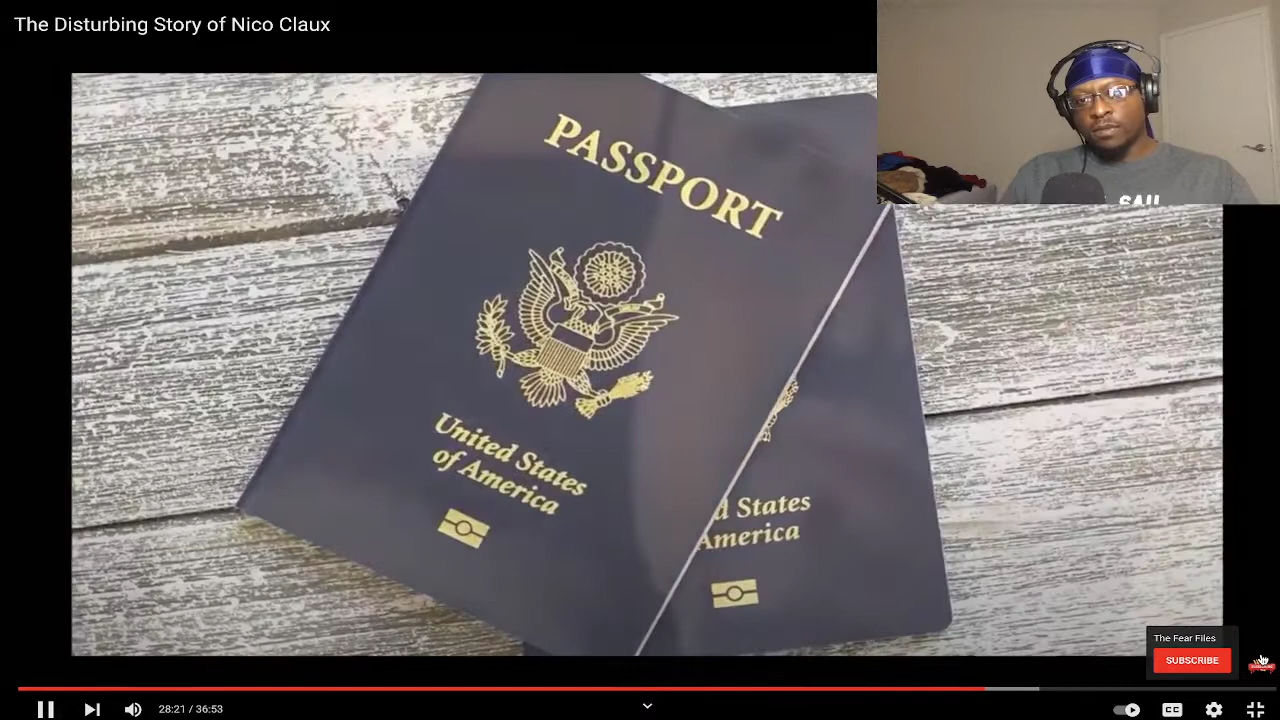 The Disturbing Story of Nico Claux
PASSPORT
United States
of America
States
America
The Fear Files
SUBSCRIBE
28:21 / 36:53
CC